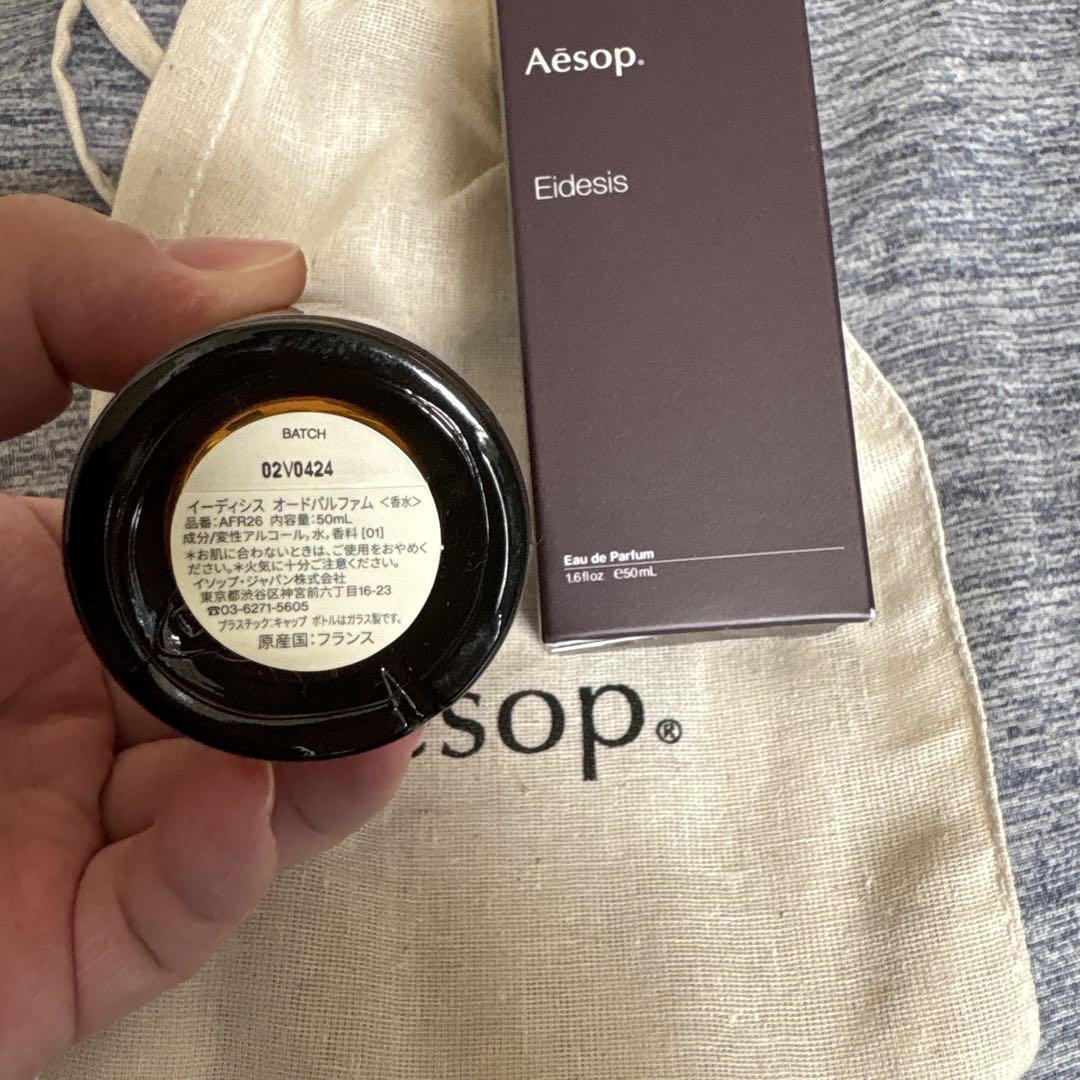 Aēsop.
Eidesis
Eau de Parfum
1.6 fl oz ℮50 mL
BATCH
02V0424
イーディシス オードパルファム <香水>
品番:AFR26 内容量:50mL
成分/変性アルコール,水,香料 [01]
*お肌に合わないときは、ご使用をおやめく
ださい。*火気に十分ご注意ください。
イソップ・ジャパン株式会社
東京都渋谷区神宮前六丁目16-23
☎03-6271-5605
プラスチック:キャップ ボトルはガラス製です。
原産国:フランス
sop.®